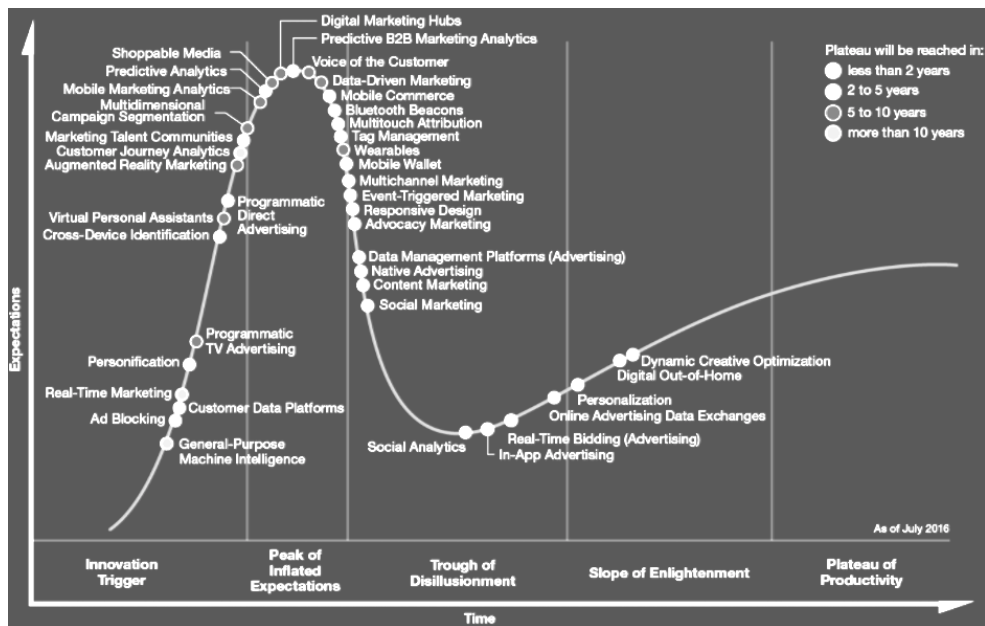 Digital Marketing Hubs
Predictive B2B Marketing Analytics
Shoppable Media
Voice of the Customer
Predictive Analytics
Data-Driven Marketing
Mobile Marketing Analytics
Mobile Commerce
Multidimensional
Campaign Segmentation
Bluetooth Beacons
Multitouch Attribution
Marketing Talent Communities
Tag Management
Customer Journey Analytics
Wearables
Augmented Reality Marketing
Mobile Wallet
Multichannel Marketing
Event-Triggered Marketing
Programmatic
Direct
Advertising
Responsive Design
Virtual Personal Assistants
Advocacy Marketing
Cross-Device Identification
Data Management Platforms (Advertising)
Native Advertising
Content Marketing
Social Marketing
Programmatic
TV Advertising
Personification
Real-Time Marketing
Customer Data Platforms
Ad Blocking
General-Purpose
Machine Intelligence
Dynamic Creative Optimization
Digital Out-of-Home
Personalization
Online Advertising Data Exchanges
Real-Time Bidding (Advertising)
Social Analytics
In-App Advertising
Plateau will be reached in:
less than 2 years
2 to 5 years
5 to 10 years
more than 10 years
Expectations
As of July 2016
Innovation
Trigger
Peak of
Inflated
Expectations
Trough of
Disillusionment
Slope of Enlightenment
Plateau of
Productivity
Time